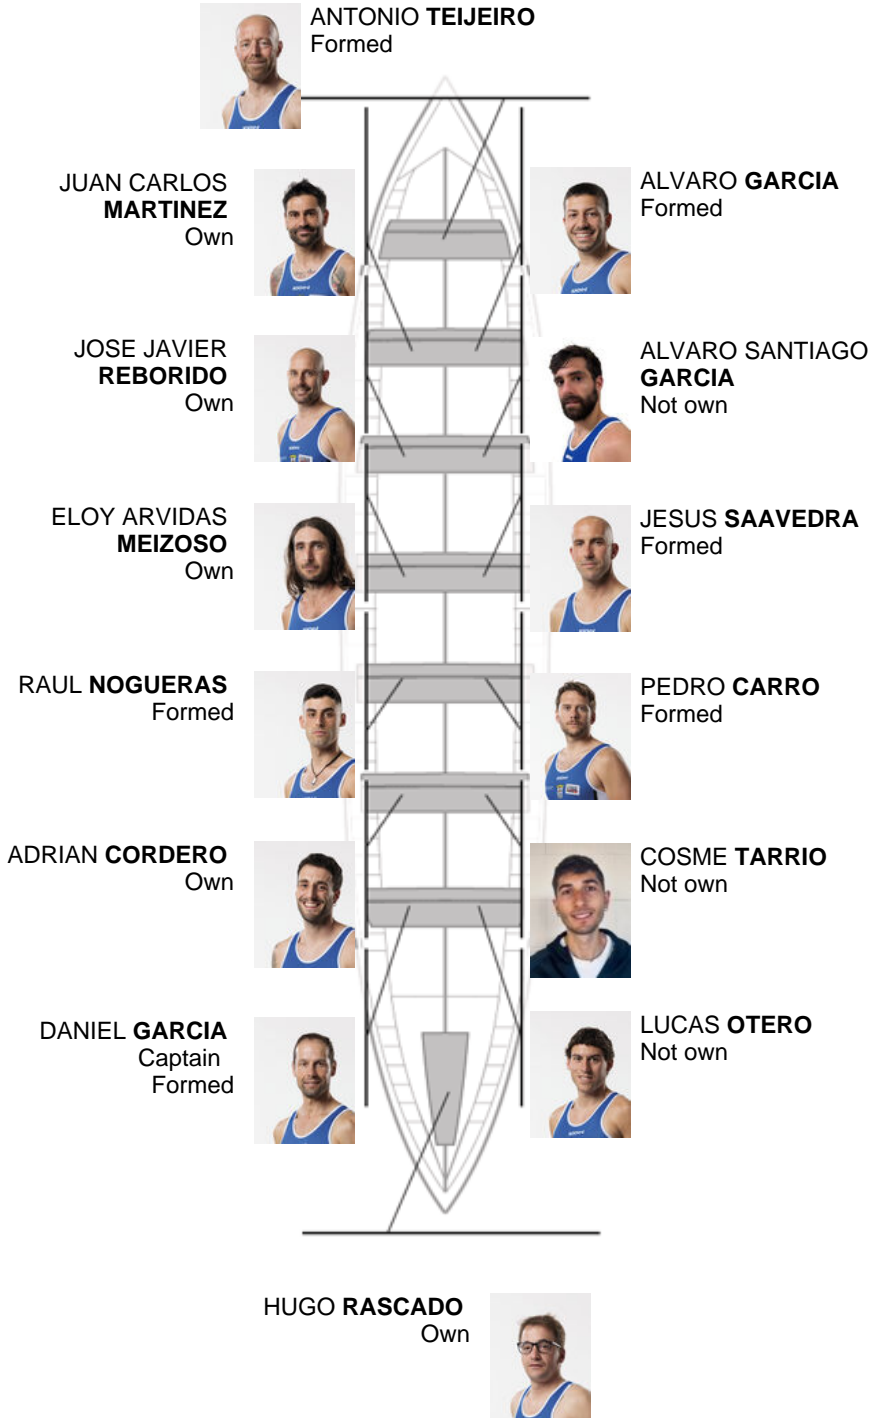 ANTONIO TEIJEIRO
Formed
JUAN CARLOS
MARTINEZ
Own
ALVARO GARCIA
Formed
JOSE JAVIER
REBORIDO
Own
ALVARO SANTIAGO
GARCIA
Not own
ELOY ARVIDAS
MEIZOSO
Own
JESUS SAAVEDRA
Formed
RAUL NOGUERAS
Formed
PEDRO CARRO
Formed
ADRIAN CORDERO
Own
COSME TARRIO
Not own
DANIEL GARCIA
Captain
Formed
LUCAS OTERO
Not own
HUGO RASCADO
Own